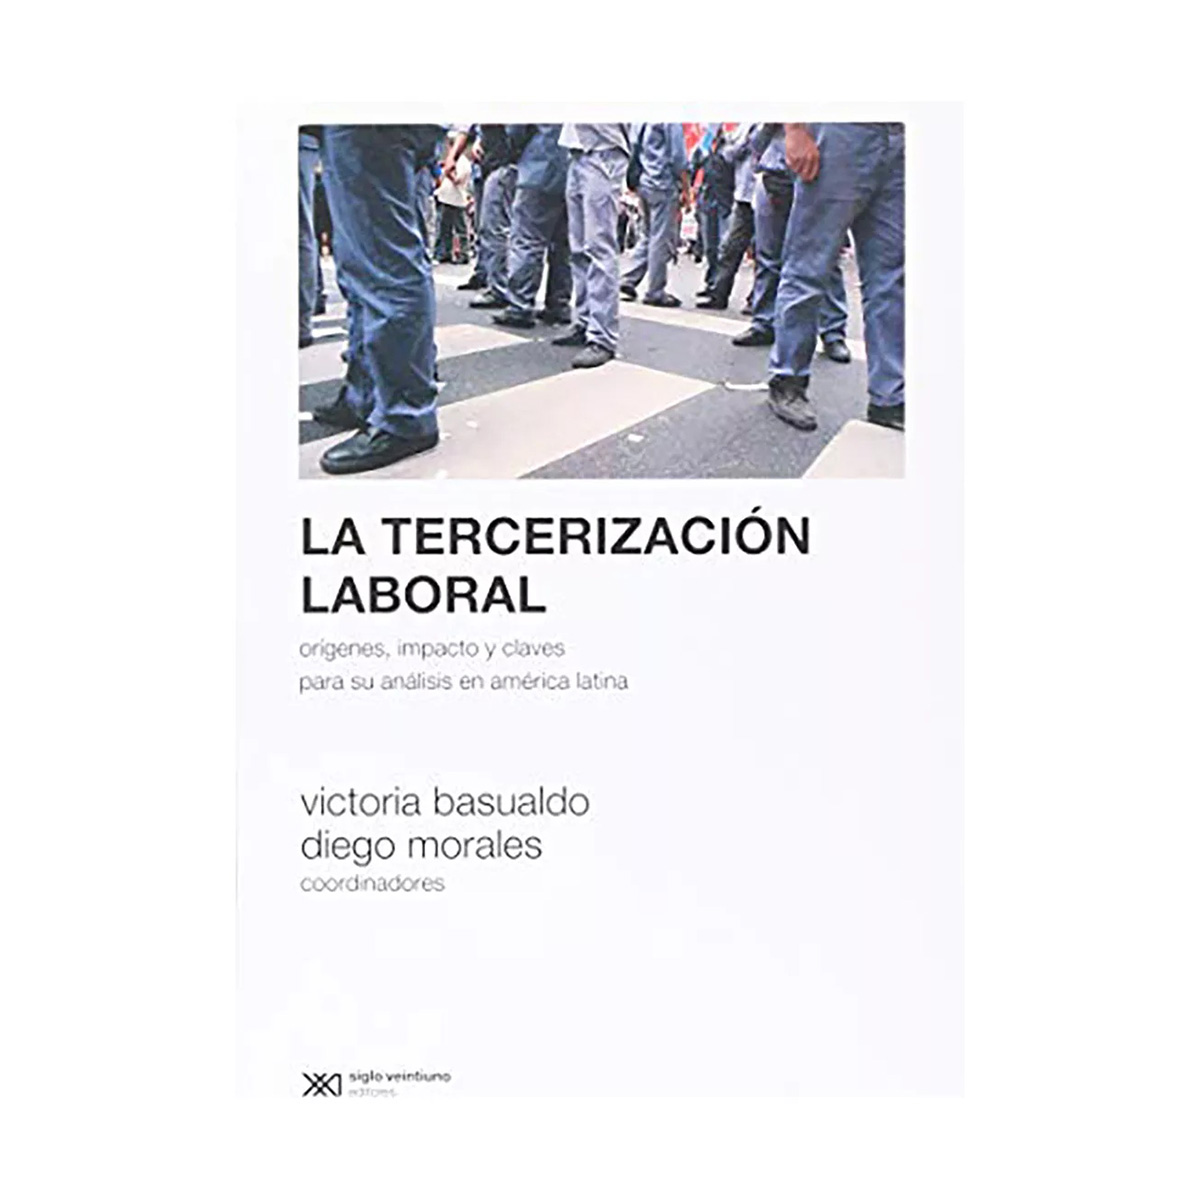 LA TERCERIZACIÓN
LABORAL
orígenes, impacto y claves
para su análisis en américa latina
victoria basualdo
diego morales
coordinadores
siglo veintiuno
editores